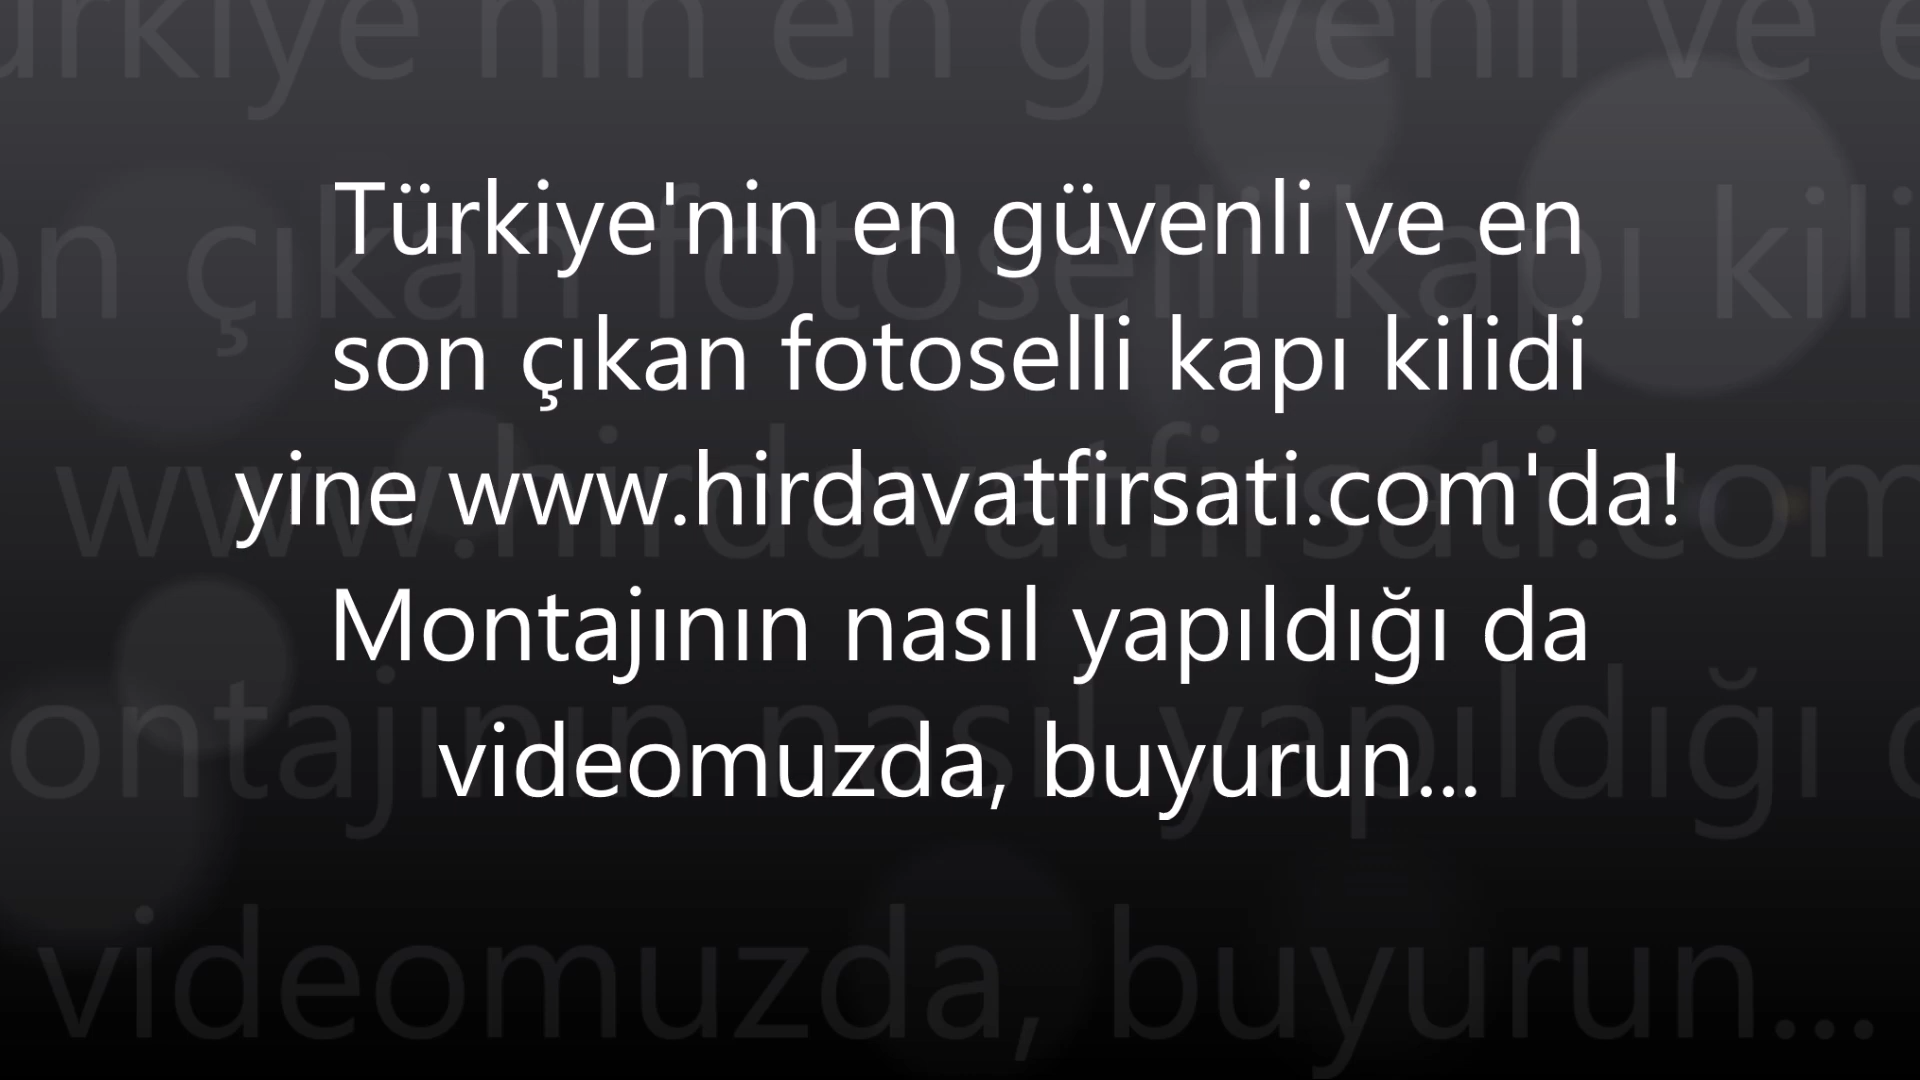 Türkiye'nin en güvenli ve en
son çıkan fotoselli kapı kilidi
yine www.hirdavatfirsati.com'da!
Montajının nasıl yapıldığı da
videomuzda, buyurun...